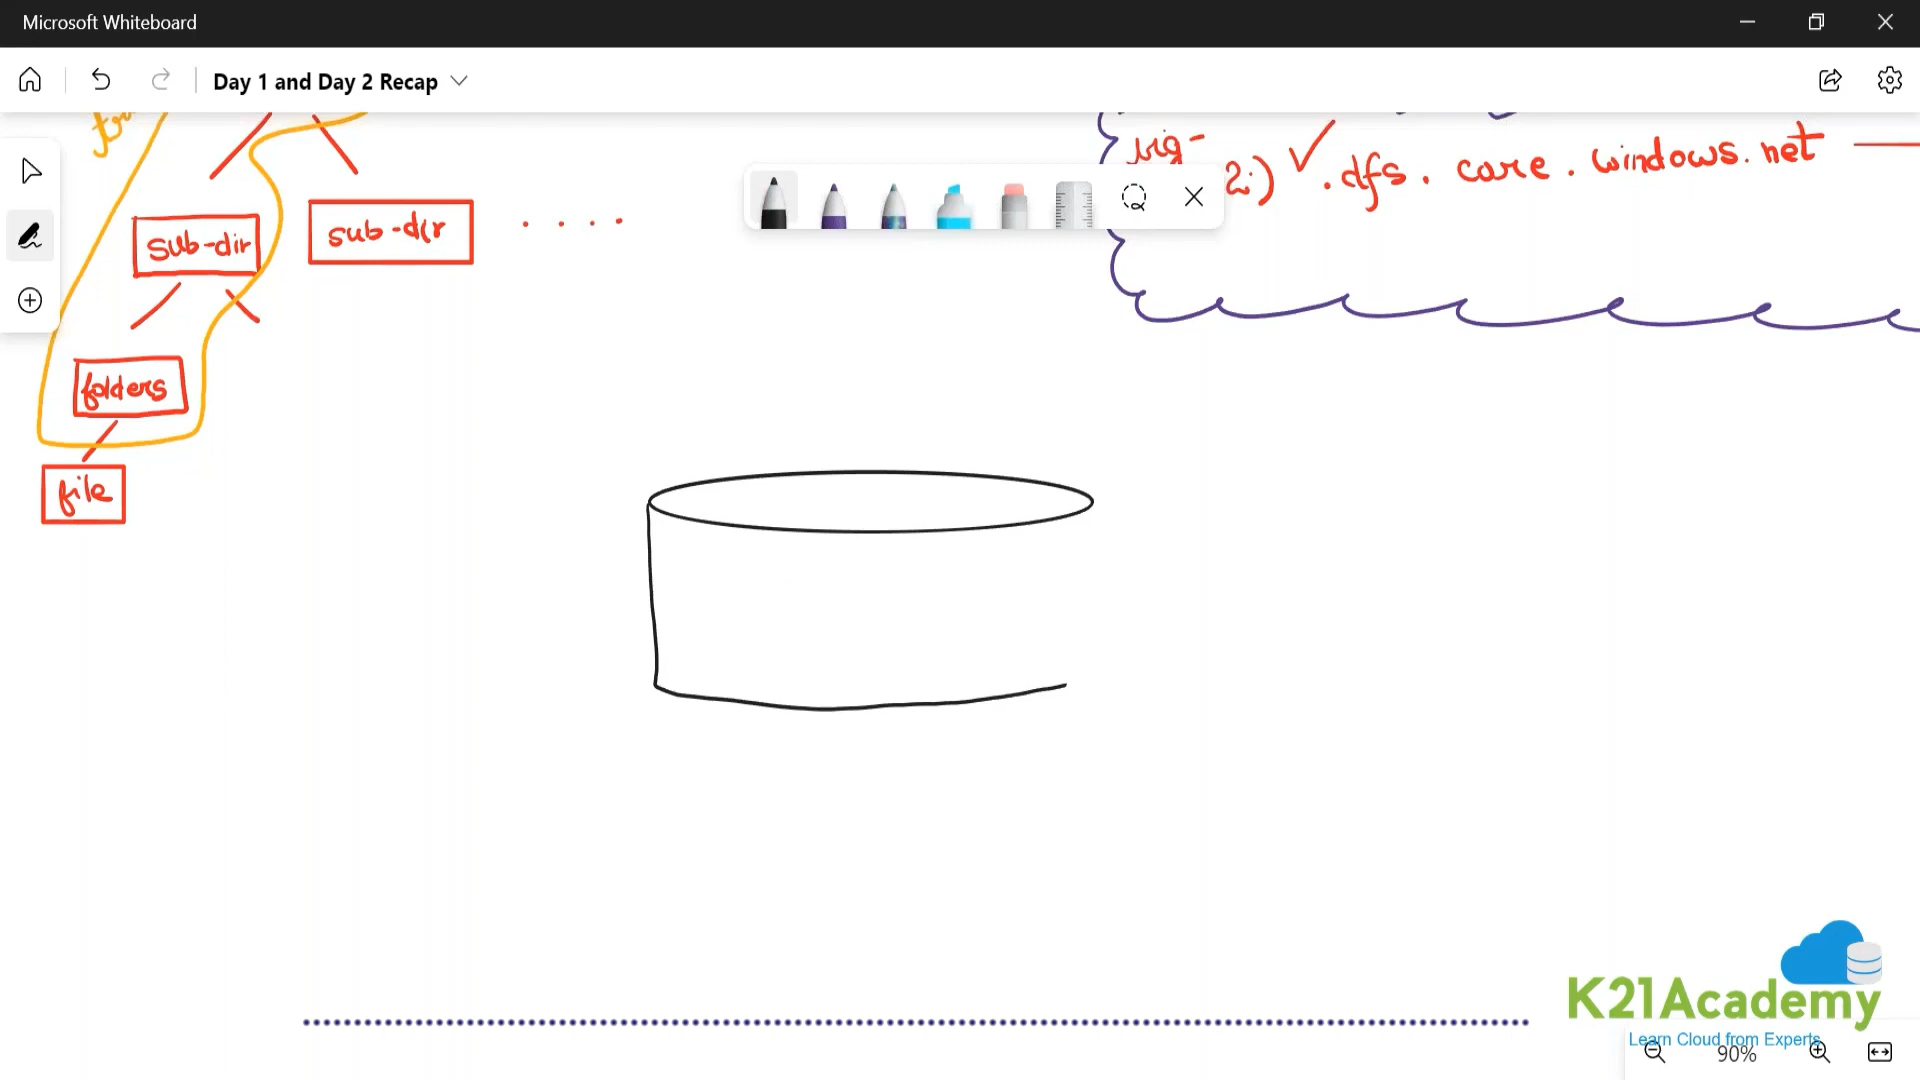 Microsoft Whiteboard
Day 1 and Day 2 Recap
2.) ✓ .dfs. core. windows. net
sub-dir
sub-dir
. . . .
folders
file
K21Academy
Learn Cloud from Experts
90%